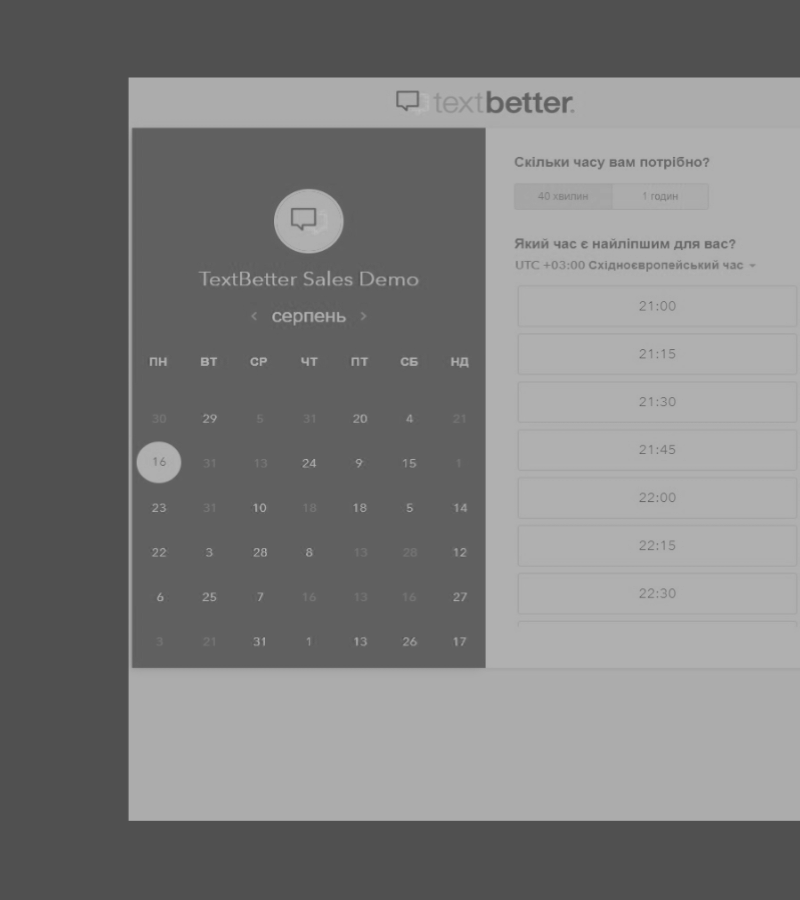 textbetter.
TextBetter Sales Demo
‹ серпень ›
ПН ВТ СР ЧТ ПТ СБ НД
30 29 5 31 20 4 21
16 31 13 24 9 15 1
23 31 10 18 18 5 14
22 3 28 8 13 28 12
6 25 7 16 13 16 27
3 21 31 1 13 26 17
Скільки часу вам потрібно?
40 хвилин 1 годин
Який час є найліпшим для вас?
UTC +03:00 Східноєвропейський час
21:00
21:15
21:30
21:45
22:00
22:15
22:30